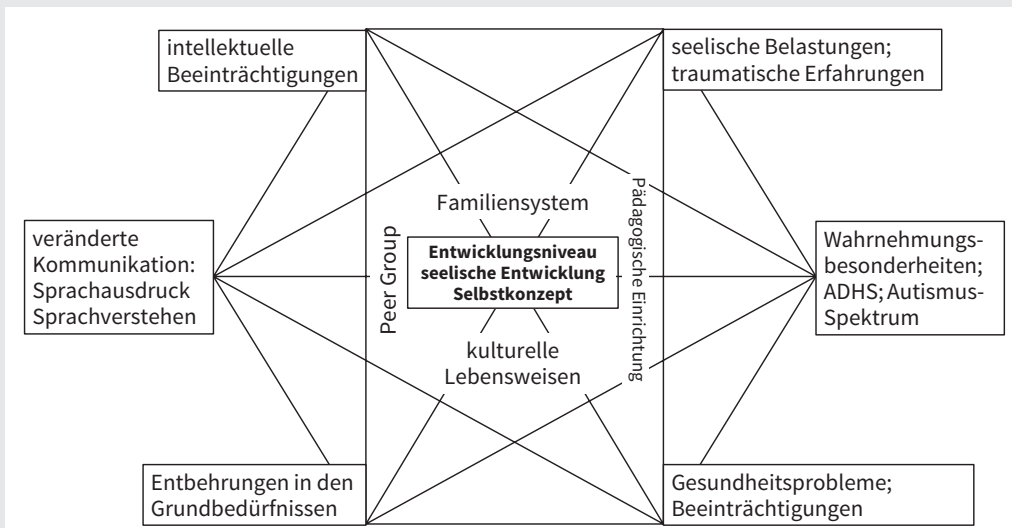 intellektuelle
Beeinträchtigungen
seelische Belastungen;
traumatische Erfahrungen
Familiensystem
Pädagogische Einrichtung
Peer Group
veränderte
Kommunikation:
Sprachausdruck
Sprachverstehen
Entwicklungsniveau
seelische Entwicklung
Selbstkonzept
Wahrnehmungs-
besonderheiten;
ADHS; Autismus-
Spektrum
kulturelle
Lebensweisen
Entbehrungen in den
Grundbedürfnissen
Gesundheitsprobleme;
Beeinträchtigungen